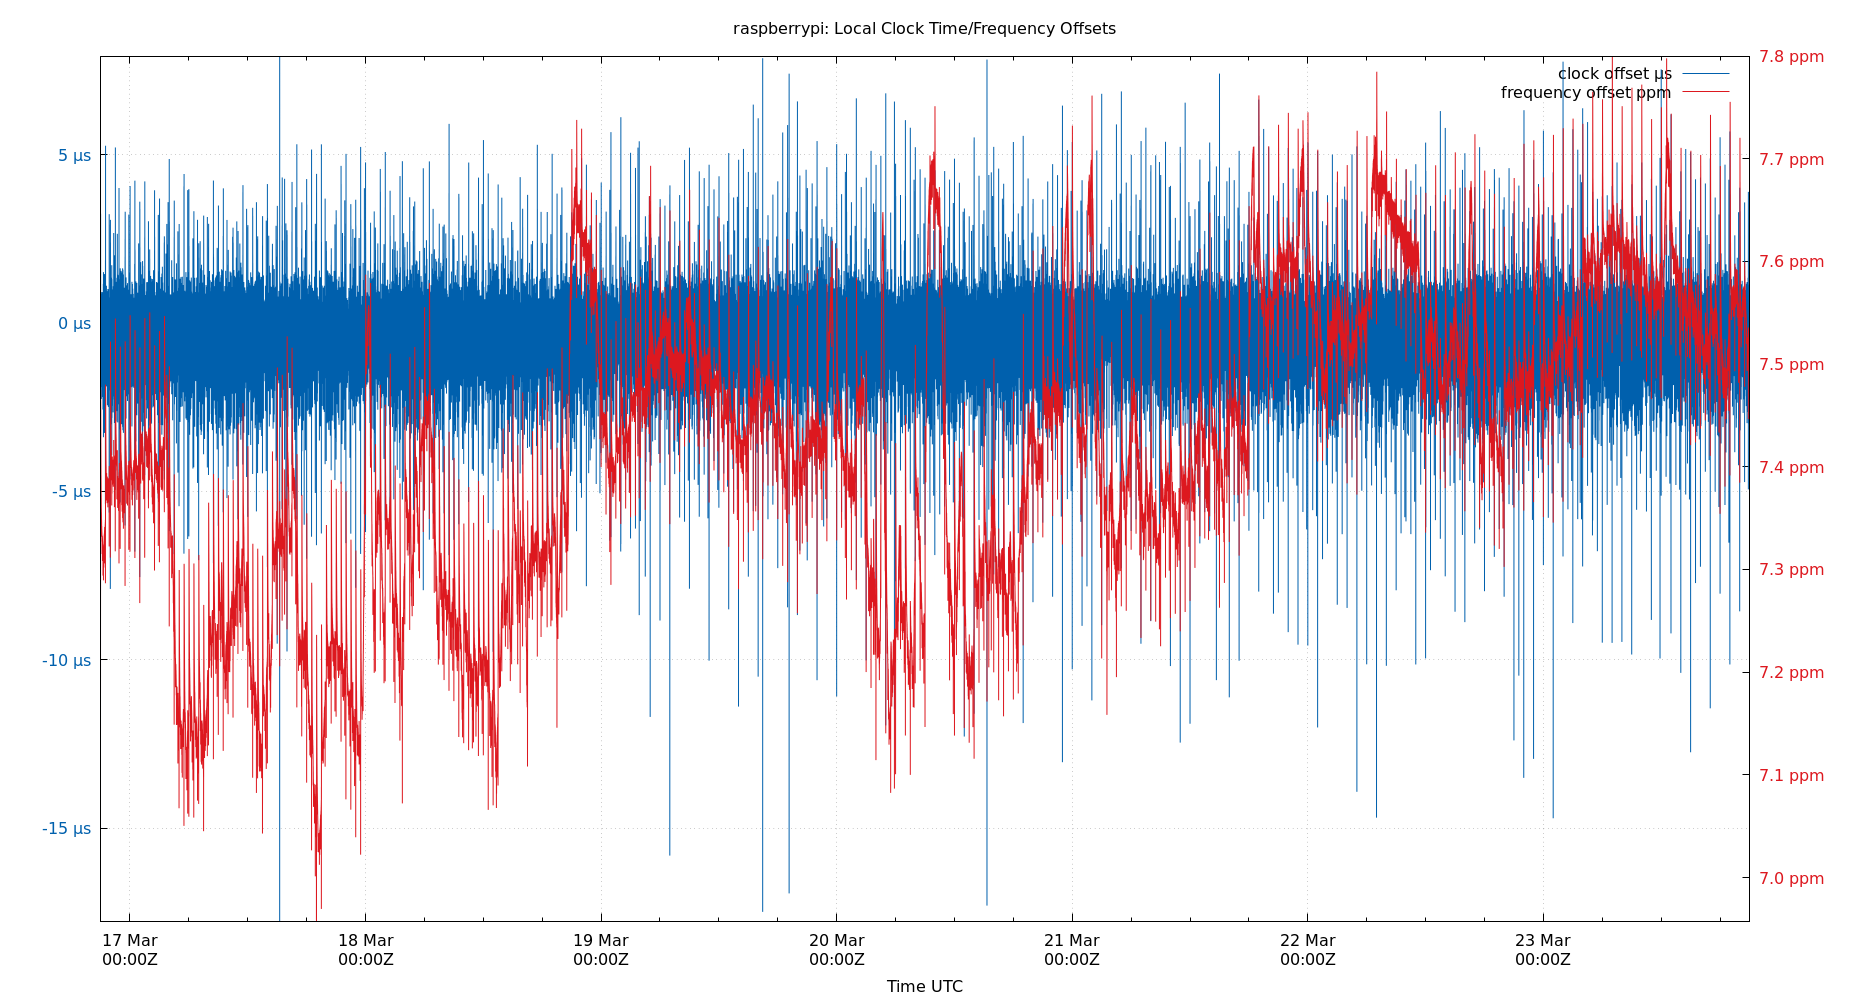 raspberrypi: Local Clock Time/Frequency Offsets
clock offset µs
frequency offset ppm
5 µs
0 µs
-5 µs
-10 µs
-15 µs
7.8 ppm
7.7 ppm
7.6 ppm
7.5 ppm
7.4 ppm
7.3 ppm
7.2 ppm
7.1 ppm
7.0 ppm
17 Mar
00:00Z
18 Mar
00:00Z
19 Mar
00:00Z
20 Mar
00:00Z
21 Mar
00:00Z
22 Mar
00:00Z
23 Mar
00:00Z
Time UTC